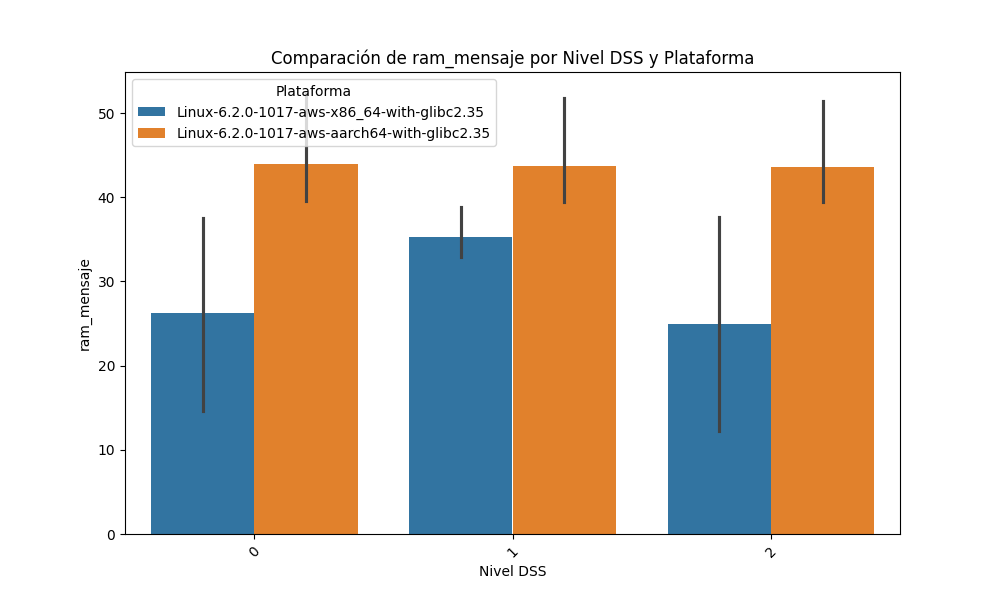 Comparación de ram_mensaje por Nivel DSS y Plataforma
Plataforma
Linux-6.2.0-1017-aws-x86_64-with-glibc2.35
Linux-6.2.0-1017-aws-aarch64-with-glibc2.35
50
40
30
20
10
0
ram_mensaje
0
1
2
Nivel DSS